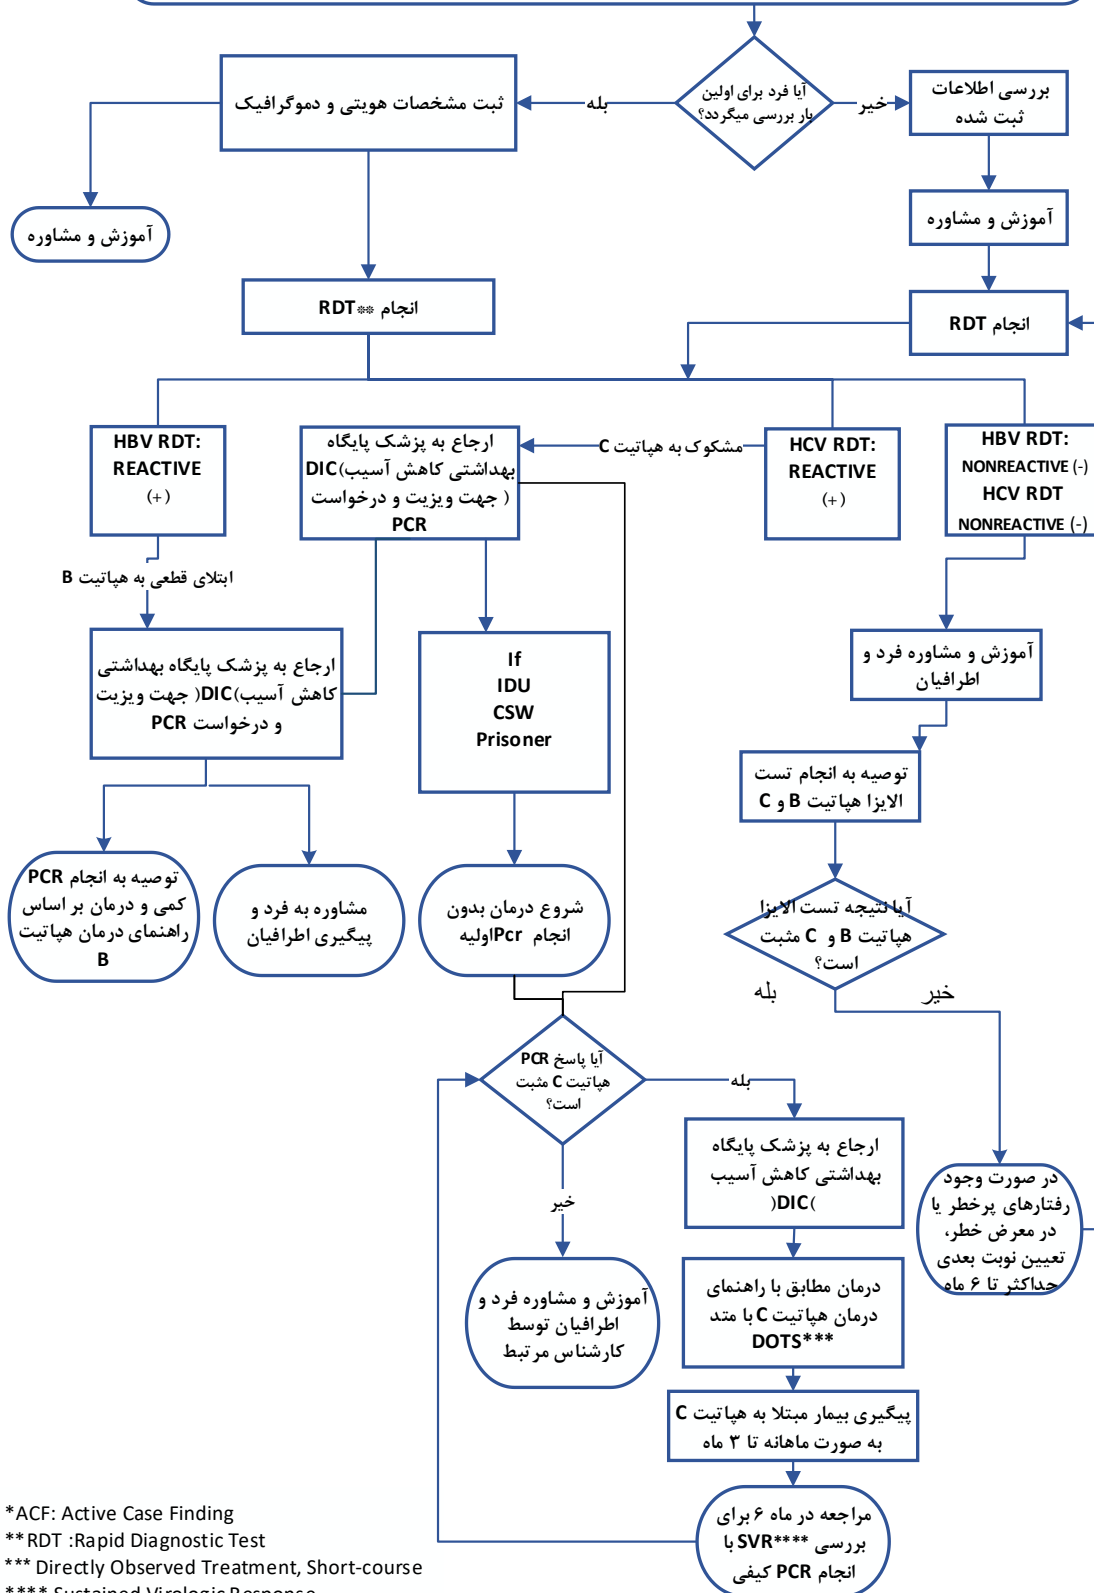 آیا فرد برای اولین
بار بررسی میگردد؟
بله
خیر
ثبت مشخصات هویتی و دموگرافیک
بررسی اطلاعات
ثبت شده
آموزش و مشاوره
آموزش و مشاوره
انجام RDT**
انجام RDT
HBV RDT:
REACTIVE
(+)
ارجاع به پزشک پایگاه
بهداشتی کاهش آسیب(DIC
) جهت ویزیت و درخواست
PCR
مشکوک به هپاتیت C
HCV RDT:
REACTIVE
(+)
HBV RDT:
NONREACTIVE (-)
HCV RDT
NONREACTIVE (-)
ابتلای قطعی به هپاتیت B
ارجاع به پزشک پایگاه بهداشتی
کاهش آسیب(DIC) جهت ویزیت
و درخواست PCR
If
IDU
CSW
Prisoner
آموزش و مشاوره فرد و
اطرافیان
توصیه به انجام تست
الایزا هپاتیت B و C
توصیه به انجام PCR
کمی و درمان بر اساس
راهنمای درمان هپاتیت
B
مشاوره به فرد و
پیگیری اطرافیان
شروع درمان بدون
انجام Pcr اولیه
آیا نتیجه تست الایزا
هپاتیت B و C مثبت
است؟
بله
خیر
آیا پاسخ PCR
هپاتیت C مثبت
است؟
بله
خیر
ارجاع به پزشک پایگاه
بهداشتی کاهش آسیب
(DIC)
در صورت وجود
رفتارهای پرخطر یا
در معرض خطر،
تعیین نوبت بعدی
حداکثر تا ۶ ماه
آموزش و مشاوره فرد و
اطرافیان توسط
کارشناس مرتبط
درمان مطابق با راهنمای
درمان هپاتیت C با متد
DOTS***
پیگیری بیمار مبتلا به هپاتیت C
به صورت ماهانه تا ۳ ماه
مراجعه در ماه ۶ برای
بررسی SVR**** با
انجام PCR کیفی
*ACF: Active Case Finding
**RDT :Rapid Diagnostic Test
*** Directly Observed Treatment, Short-course
**** Sustained Virologic Response